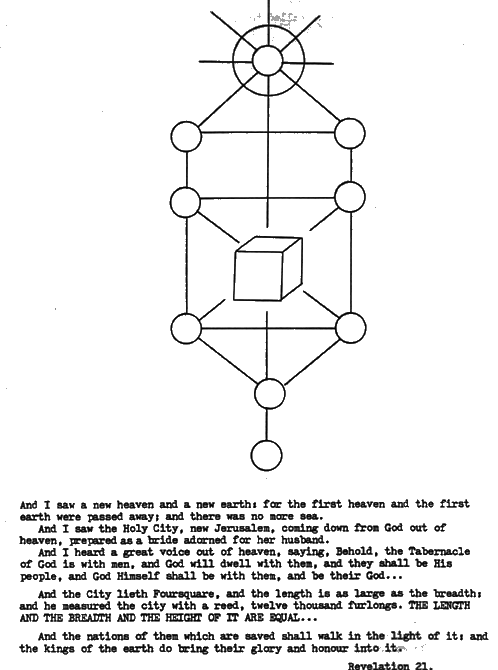 And I saw a new heaven and a new earth: for the first heaven and the first
earth were passed away; and there was no more sea.
And I saw the Holy City, new Jerusalem, coming down from God out of
heaven, prepared as a bride adorned for her husband.
And I heard a great voice out of heaven, saying, Behold, the Tabernacle
of God is with men, and God will dwell with them, and they shall be His
people, and God Himself shall be with them, and be their God...
And the City lieth Foursquare, and the length is as large as the breadth;
and he measured the city with a reed, twelve thousand furlongs. THE LENGTH
AND THE BREADTH AND THE HEIGHT OF IT ARE EQUAL...
And the nations of them which are saved shall walk in the light of it; and
the kings of the earth do bring their glory and honour into it.
Revelation 21.